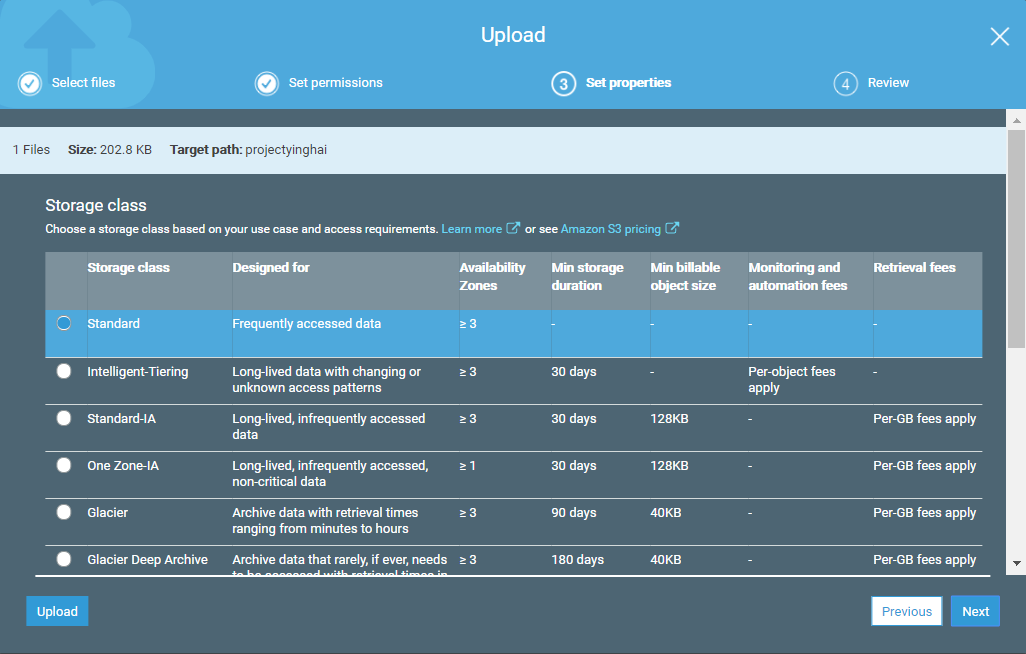 Upload
Select files
Set permissions
3 Set properties
4 Review
1 Files Size: 202.8 KB Target path: projectyinghai
Storage class
Choose a storage class based on your use case and access requirements. Learn more or see Amazon S3 pricing
Storage class Designed for Availability Zones Min storage duration Min billable object size Monitoring and automation fees Retrieval fees
Standard Frequently accessed data ≥ 3 - - - -
Intelligent-Tiering Long-lived data with changing or unknown access patterns ≥ 3 30 days - Per-object fees apply -
Standard-IA Long-lived, infrequently accessed data ≥ 3 30 days 128KB - Per-GB fees apply
One Zone-IA Long-lived, infrequently accessed, non-critical data ≥ 1 30 days 128KB - Per-GB fees apply
Glacier Archive data with retrieval times ranging from minutes to hours ≥ 3 90 days 40KB - Per-GB fees apply
Glacier Deep Archive Archive data that rarely, if ever, needs to be accessed with retrieval times in ≥ 3 180 days 40KB - Per-GB fees apply
Upload Previous Next